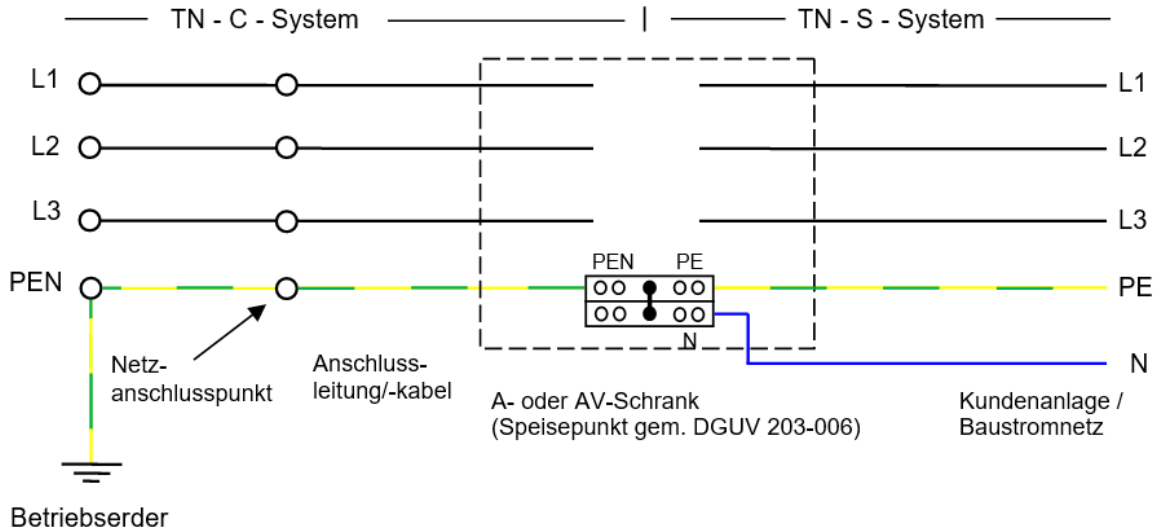 TN - C - System
TN - S - System
L1
L1
L2
L2
L3
L3
PEN
PEN
PE
PE
N
N
Netz-
anschlusspunkt
Anschluss-
leitung/-kabel
A- oder AV-Schrank
(Speisepunkt gem. DGUV 203-006)
Kundenanlage /
Baustromnetz
Betriebserder